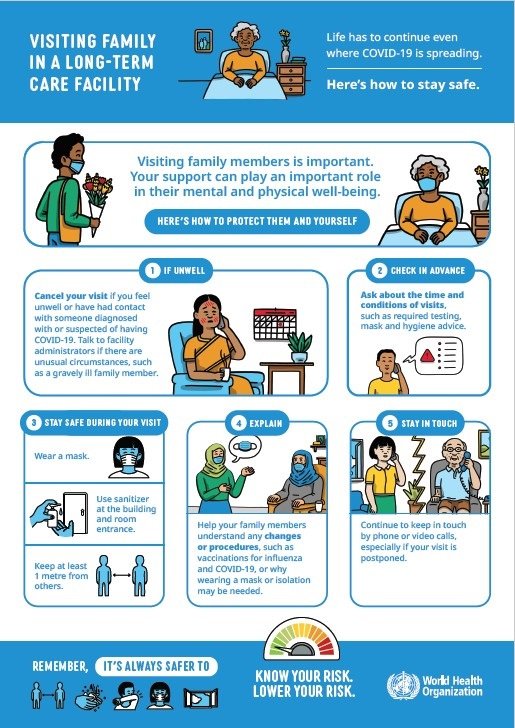 VISITING FAMILY
IN A LONG-TERM
CARE FACILITY
Life has to continue even
where COVID-19 is spreading.
Here's how to stay safe.
Visiting family members is important.
Your support can play an important role
in their mental and physical well-being.
HERE'S HOW TO PROTECT THEM AND YOURSELF
1 IF UNWELL
Cancel your visit if you feel
unwell or have had contact
with someone diagnosed
with or suspected of having
COVID-19. Talk to facility
administrators if there are
unusual circumstances, such
as a gravely ill family member.
2 CHECK IN ADVANCE
Ask about the time and
conditions of visits,
such as required testing,
mask and hygiene advice.
3 STAY SAFE DURING YOUR VISIT
Wear a mask.
Use sanitizer
at the building
and room
entrance.
Keep at least
1 metre from
others.
4 EXPLAIN
Help your family members
understand any changes
or procedures, such as
vaccinations for influenza
and COVID-19, or why
wearing a mask or isolation
may be needed.
5 STAY IN TOUCH
Continue to keep in touch
by phone or video calls,
especially if your visit is
postponed.
REMEMBER, IT'S ALWAYS SAFER TO
KNOW YOUR RISK.
LOWER YOUR RISK.
World Health
Organization